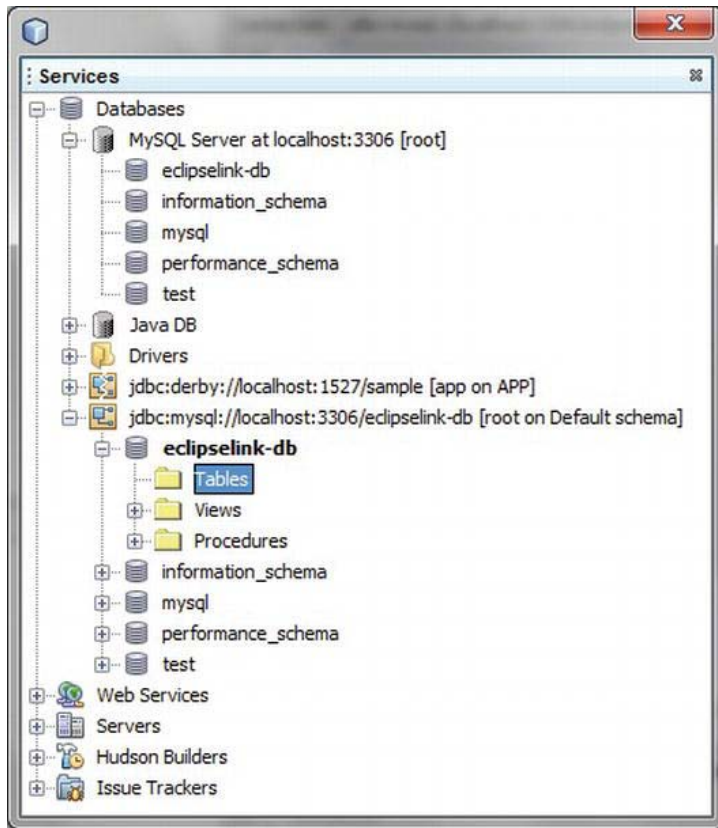 Services
Databases
MySQL Server at localhost:3306 [root]
eclipselink-db
information_schema
mysql
performance_schema
test
Java DB
Drivers
jdbc:derby://localhost:1527/sample [app on APP]
jdbc:mysql://localhost:3306/eclipselink-db [root on Default schema]
eclipselink-db
Tables
Views
Procedures
information_schema
mysql
performance_schema
test
Web Services
Servers
Hudson Builders
Issue Trackers